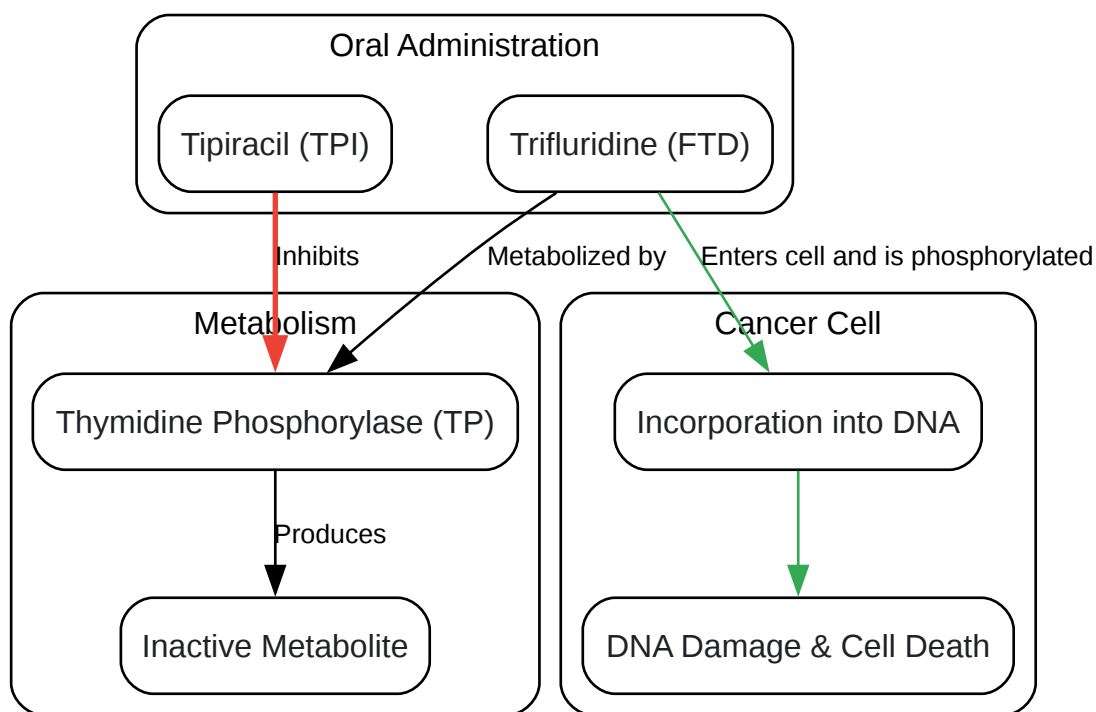 Oral Administration
Tipiracil (TPI)
Trifluridine (FTD)
Inhibits
Metabolized by
Enters cell and is phosphorylated
Metabolism
Cancer Cell
Thymidine Phosphorylase (TP)
Incorporation into DNA
Produces
Inactive Metabolite
DNA Damage & Cell Death